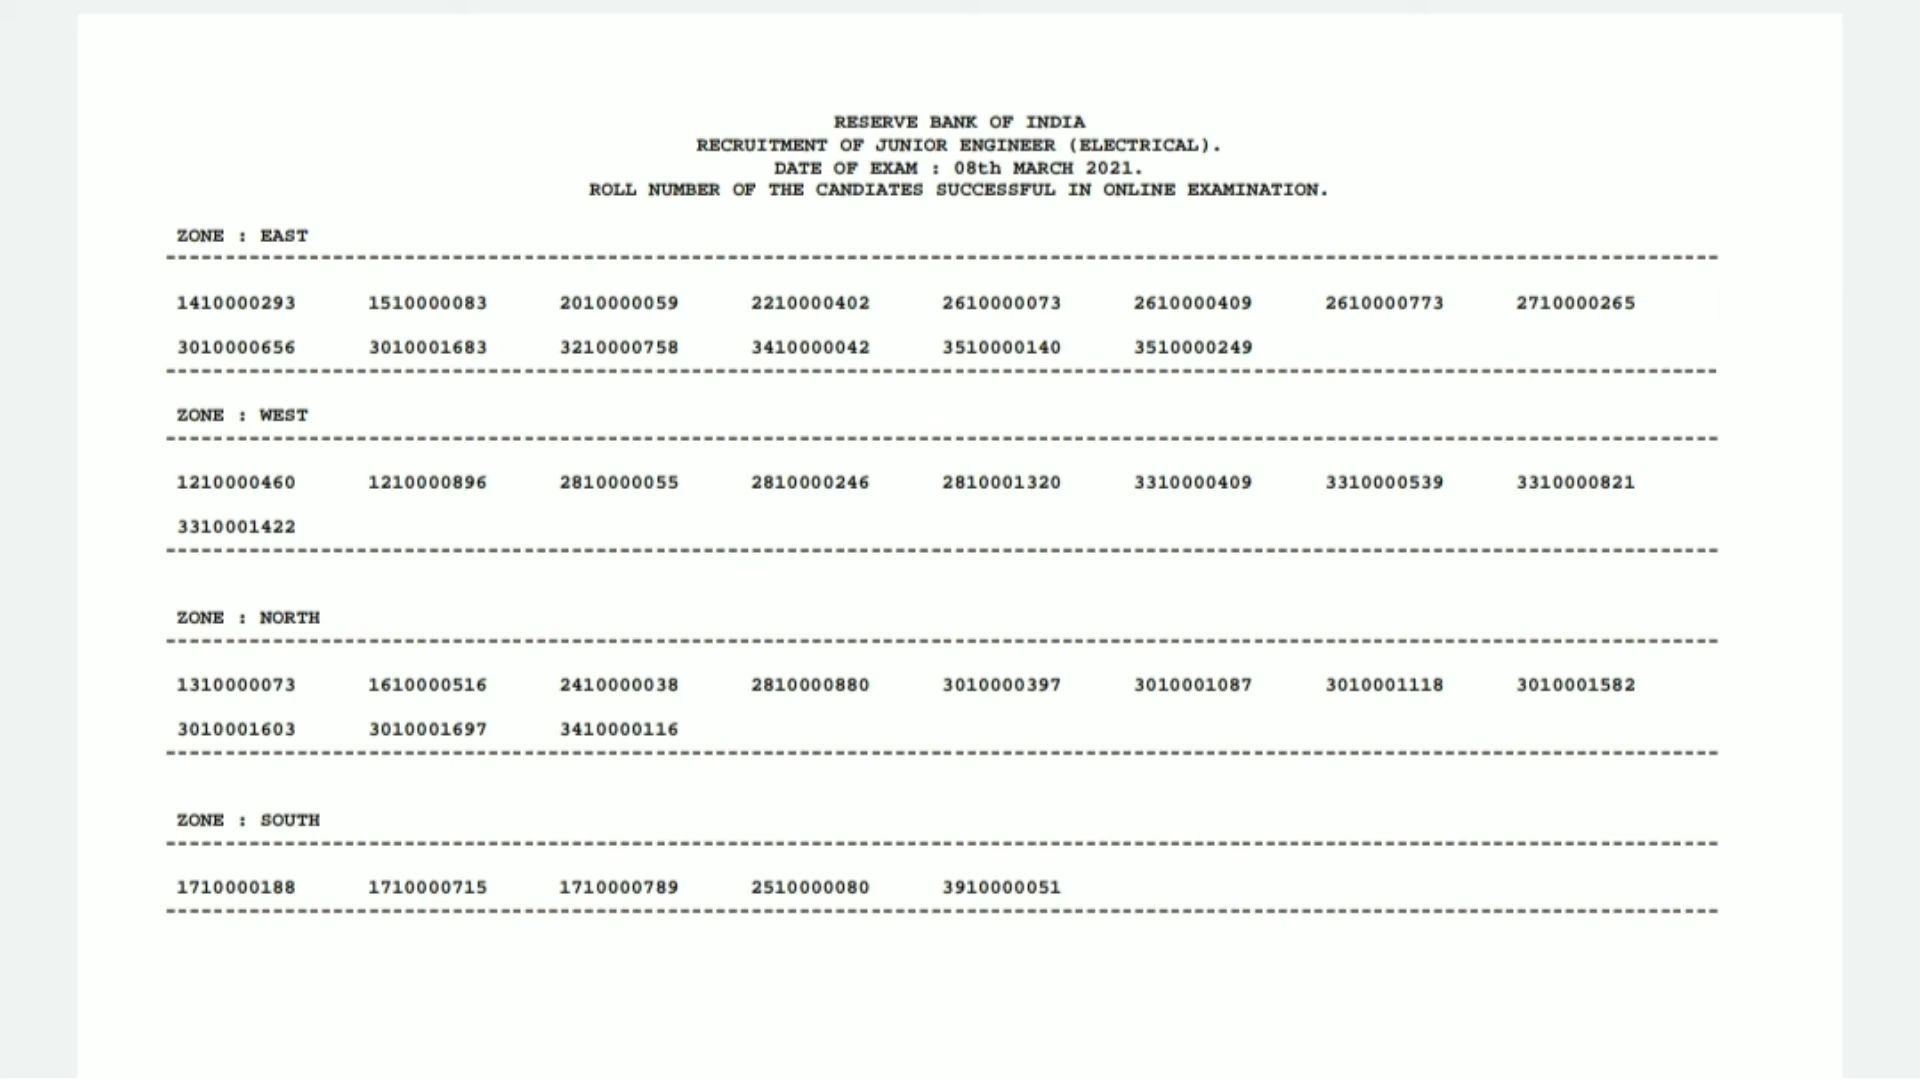 RESERVE BANK OF INDIA
RECRUITMENT OF JUNIOR ENGINEER (ELECTRICAL).
DATE OF EXAM : 08th MARCH 2021.
ROLL NUMBER OF THE CANDIATES SUCCESSFUL IN ONLINE EXAMINATION.
ZONE : EAST
1410000293 1510000083 2010000059 2210000402 2610000073 2610000409 2610000773 2710000265
3010000656 3010001683 3210000758 3410000042 3510000140 3510000249
ZONE : WEST
1210000460 1210000896 2810000055 2810000246 2810001320 3310000409 3310000539 3310000821
3310001422
ZONE : NORTH
1310000073 1610000516 2410000038 2810000880 3010000397 3010001087 3010001118 3010001582
3010001603 3010001697 3410000116
ZONE : SOUTH
1710000188 1710000715 1710000789 2510000080 3910000051